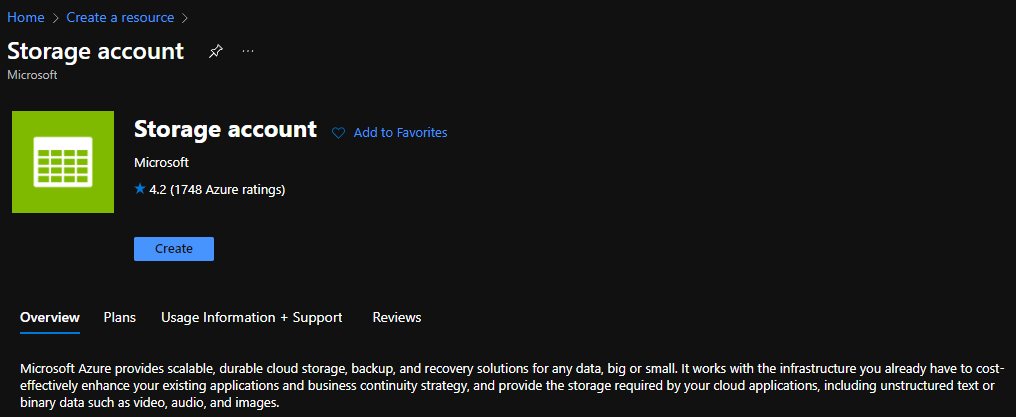 Home > Create a resource >
Storage account ...
Microsoft
Storage account Add to Favorites
Microsoft
4.2 (1748 Azure ratings)
Create
Overview Plans Usage Information + Support Reviews
Microsoft Azure provides scalable, durable cloud storage, backup, and recovery solutions for any data, big or small. It works with the infrastructure you already have to cost-
effectively enhance your existing applications and business continuity strategy, and provide the storage required by your cloud applications, including unstructured text or
binary data such as video, audio, and images.